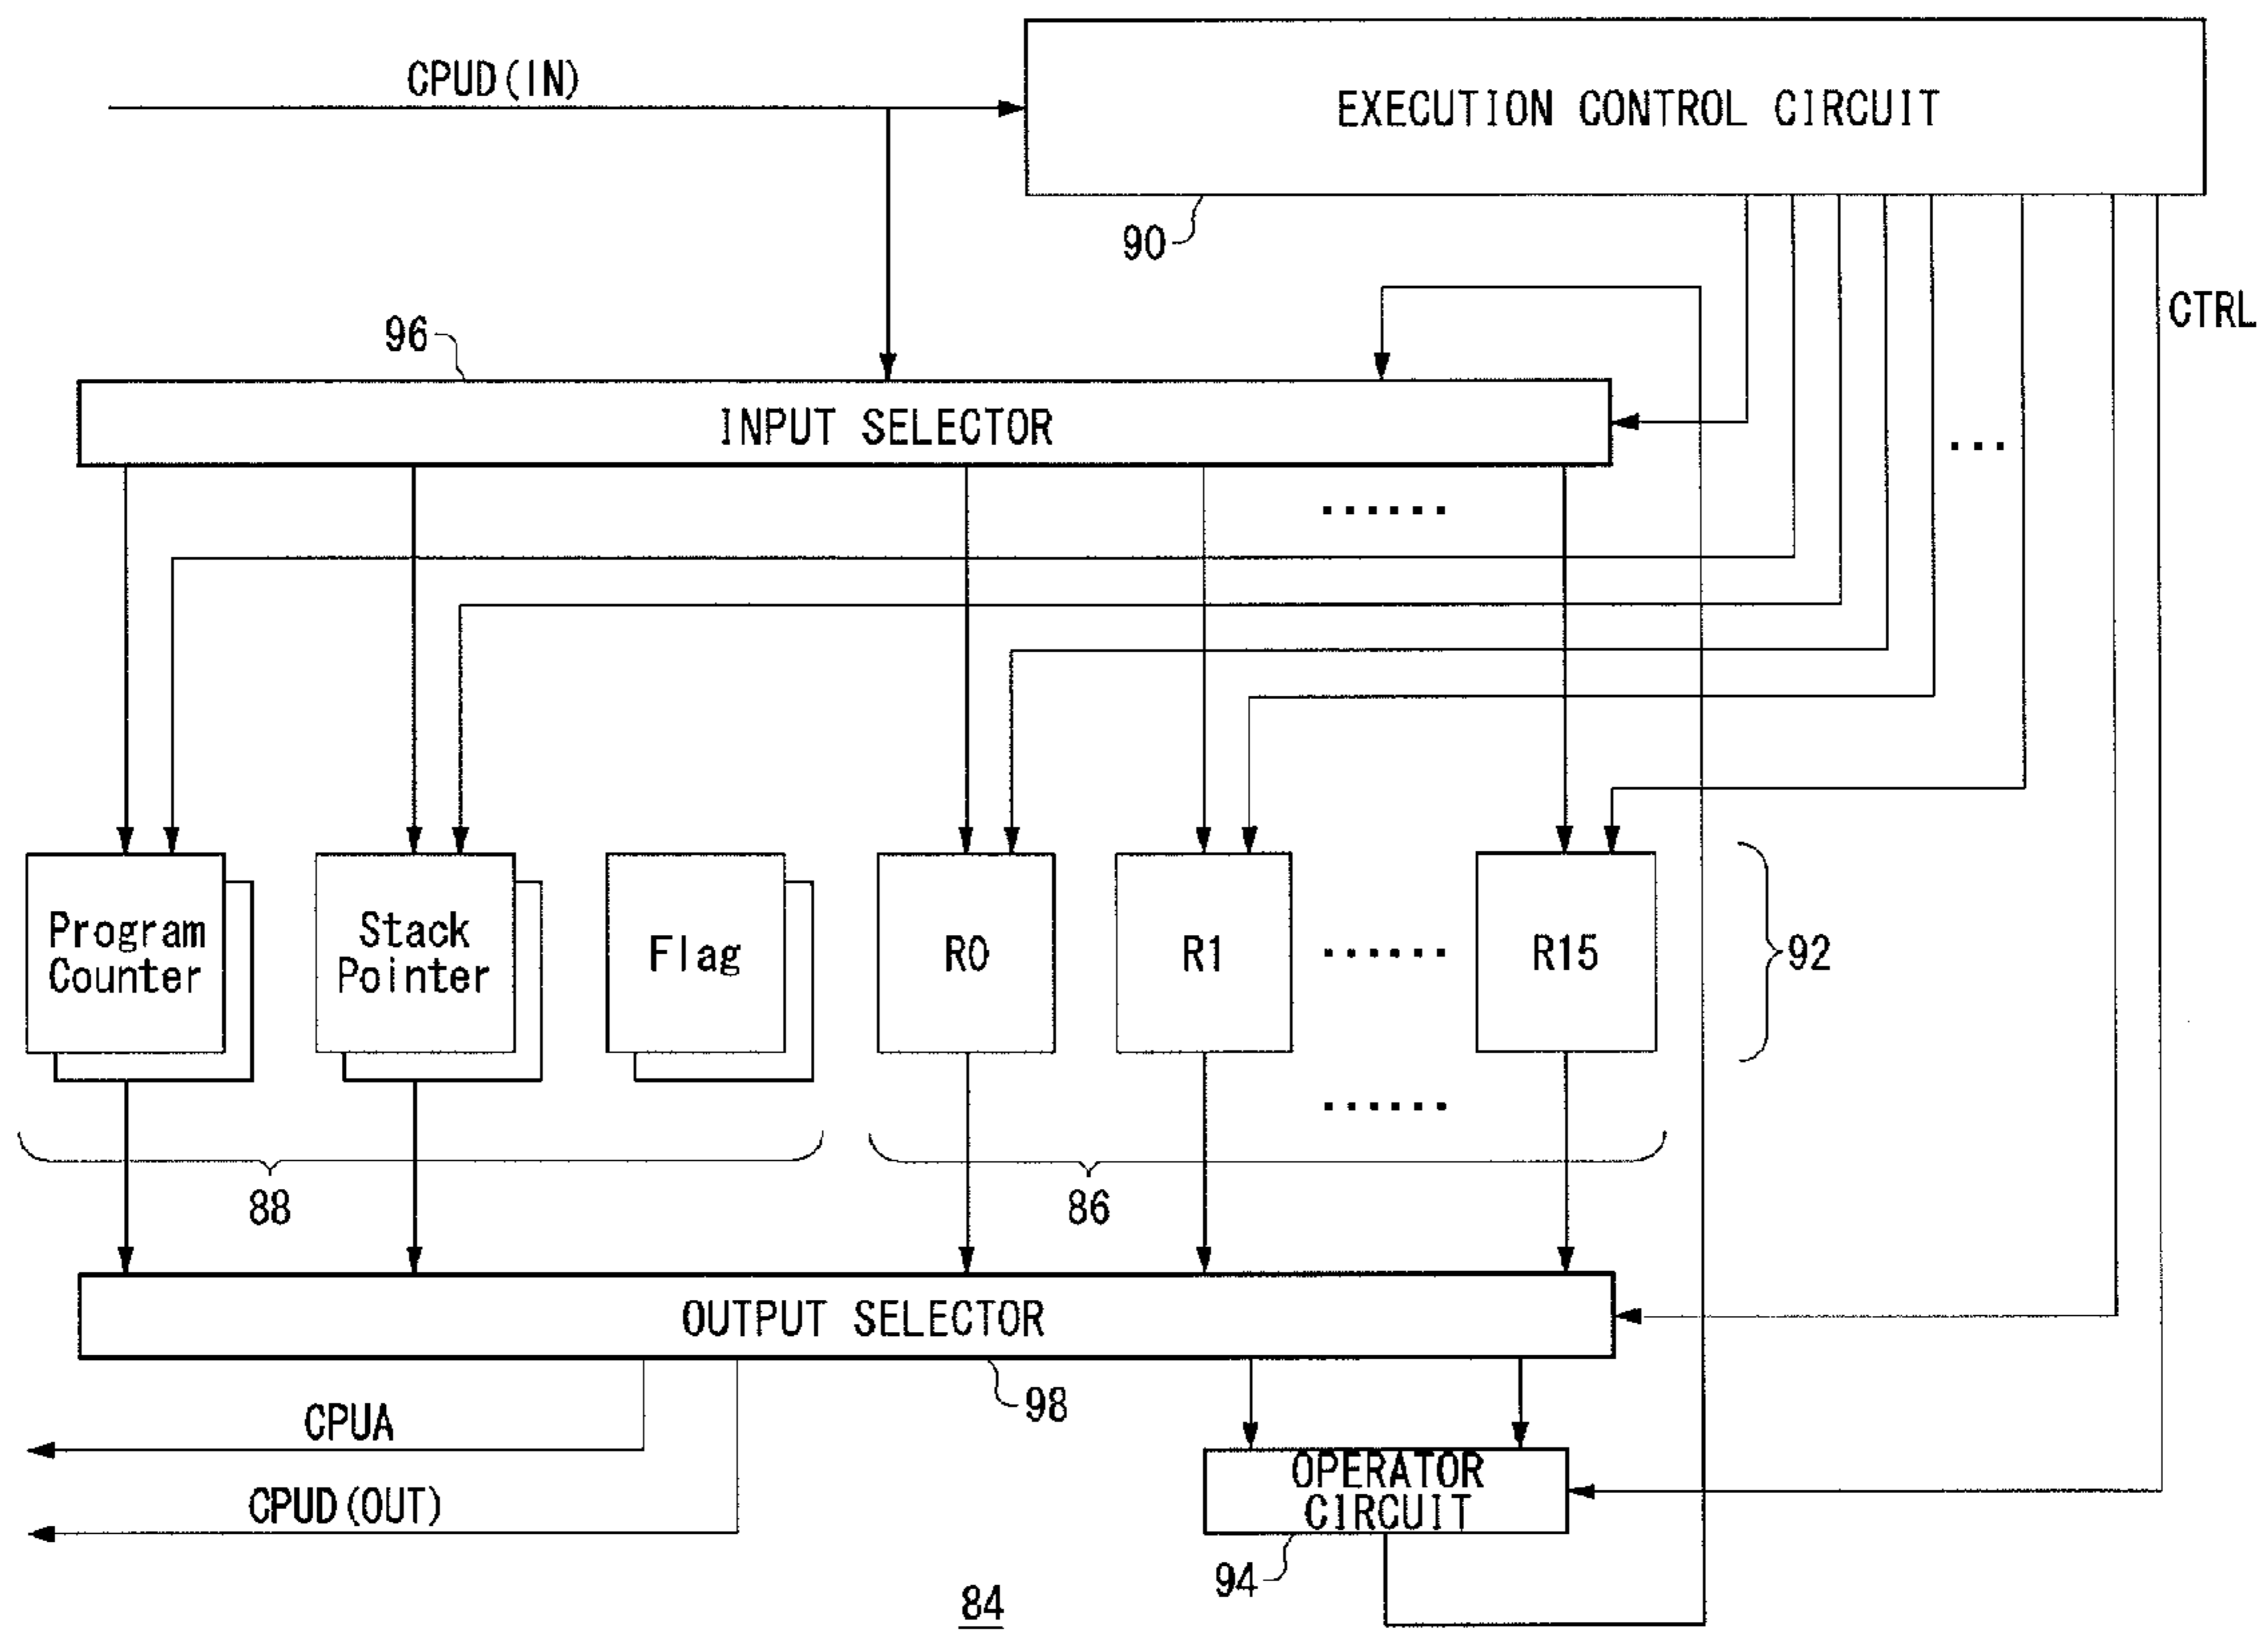 CPUD(IN)
EXECUTION CONTROL CIRCUIT
90
CTRL
96
INPUT SELECTOR
...
......
Program
Counter
Stack
Pointer
Flag
R0
R1
......
R15
92
......
88
86
OUTPUT SELECTOR
98
CPUA
CPUD(OUT)
OPERATOR
CIRCUIT
94
84